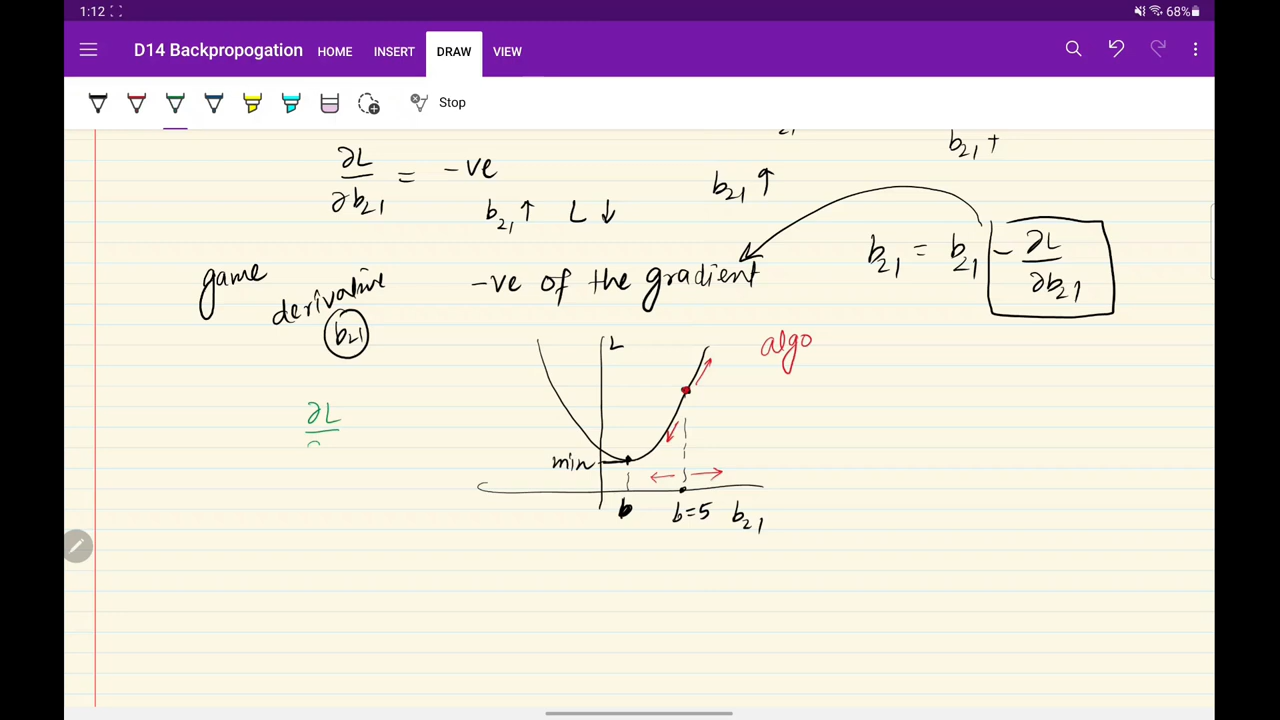 1:12
68%
D14 Backpropogation HOME INSERT DRAW VIEW
Stop
b21 +
∂L/∂b21 = -ve
b21 ↑
b21 ↑ L ↓
b21 = b21 - ∂L/∂b21
game
derivative
b21
-ve of the gradient
L
algo
∂L
min
b
b=5
b21